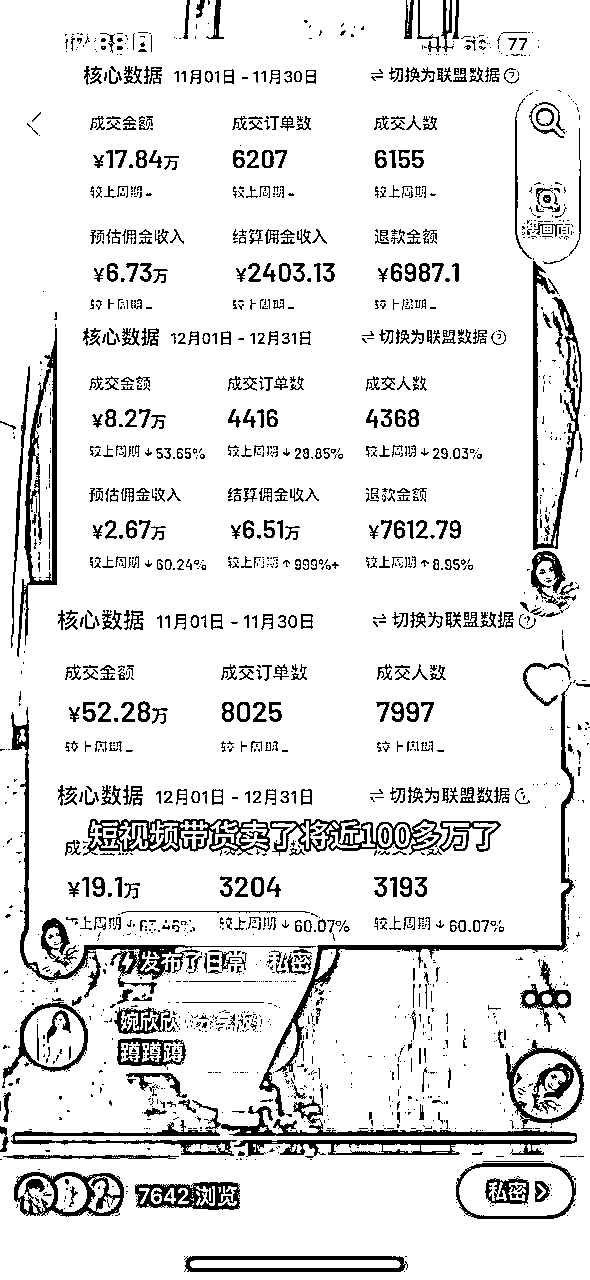 77
核心数据 11月01日 - 11月30日 切换为联盟数据
成交金额 成交订单数 成交人数
¥17.84万 6207 6155
较上周期 - 较上周期 - 较上周期 -
预估佣金收入 结算佣金收入 退款金额
¥6.73万 ¥2403.13 ¥6987.1
较上周期 - 较上周期 - 较上周期 -
核心数据 12月01日 - 12月31日 切换为联盟数据
成交金额 成交订单数 成交人数
¥8.27万 4416 4368
较上周期 ↓ 53.65% 较上周期 ↓ 28.85% 较上周期 ↓ 29.03%
预估佣金收入 结算佣金收入 退款金额
¥2.67万 ¥6.51万 ¥7612.79
较上周期 ↓ 60.24% 较上周期 ↑ 999%+ 较上周期 ↑ 8.95%
核心数据 11月01日 - 11月30日 切换为联盟数据
成交金额 成交订单数 成交人数
¥52.28万 8025 7997
较上周期 - 较上周期 - 较上周期 -
核心数据 12月01日 - 12月31日 切换为联盟数据
短视频带货卖了将近100多万了
¥19.1万 3204 3193
较上周期 ↓ 63.46% 较上周期 ↓ 60.07% 较上周期 ↓ 60.07%
发布了日常 · 私密
婉欣欣 (分享版)
蹲蹲蹲
7642 浏览
私密